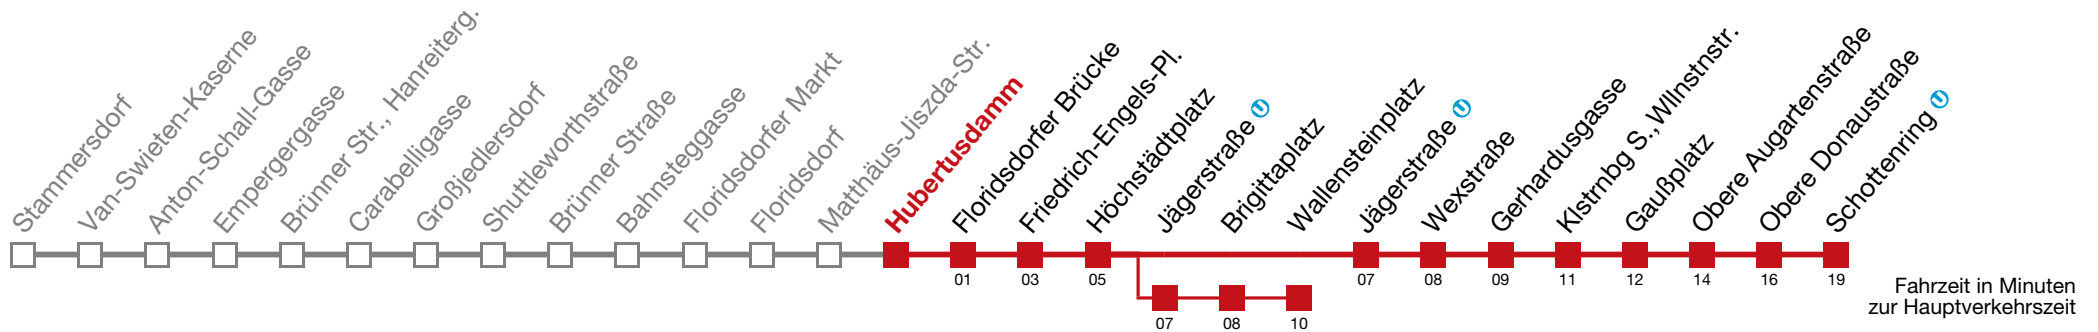 Stammersdorf
Van-Swieten-Kaserne
Anton-Schall-Gasse
Empergergasse
Brünner Str., Hanreiterg.
Carabelligasse
Großjedlersdorf
Shuttleworthstraße
Brünner Straße
Bahnsteggasse
Floridsdorfer Markt
Floridsdorf
Matthäus-Jiszda-Str.
Hubertusdamm
Floridsdorfer Brücke
Friedrich-Engels-Pl.
Höchstädtplatz
Jägerstraße U
Brigittaplatz
Wallensteinplatz
Jägerstraße U
Wexstraße
Gerhardusgasse
Klstrnbg S., Wllnstnstr.
Gaußplatz
Obere Augartenstraße
Obere Donaustraße
Schottenring U
01 03 05 07 08 09 11 12 14 16 19
07 08 10
Fahrzeit in Minuten
zur Hauptverkehrszeit